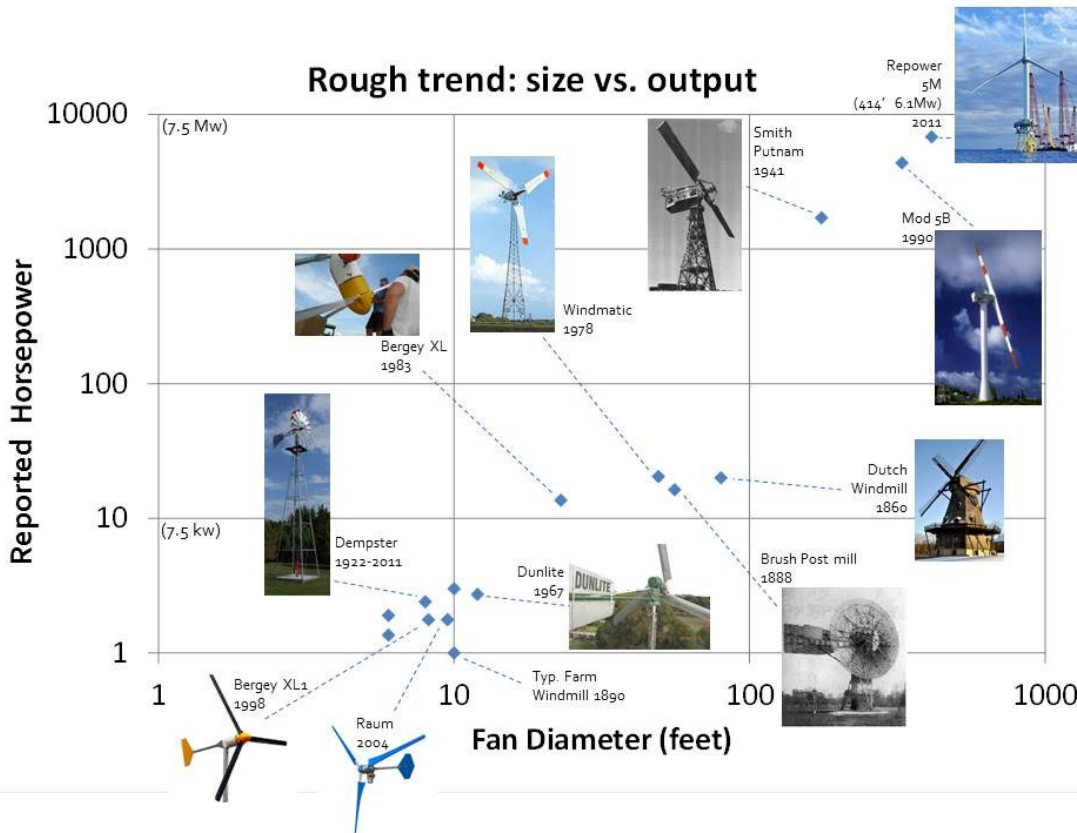 Rough trend: size vs. output
Repower
5M
(414' 6.1Mw)
2011
10000
(7.5 Mw)
Smith
Putnam
1941
Mod 5B
1990
1000
Windmatic
1978
Bergey XL
1983
100
Reported Horsepower
Dutch
Windmill
1860
10
(7.5 kw)
Dempster
1922-2011
Dunlite
1967
DUNLITE
Brush Post mill
1888
1
Typ. Farm
Windmill 1890
Bergey XL1
1998
Raum
2004
1
10
100
1000
Fan Diameter (feet)